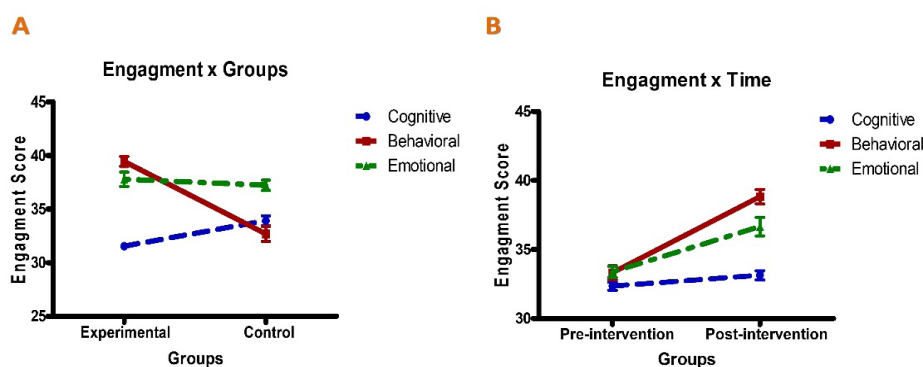 A
Engagment x Groups
45
40
35
30
25
Engagment Score
Experimental
Control
Groups
Cognitive
Behavioral
Emotional
B
Engagment x Time
45
40
35
30
Engagment Score
Pre-intervention
Post-intervention
Groups
Cognitive
Behavioral
Emotional